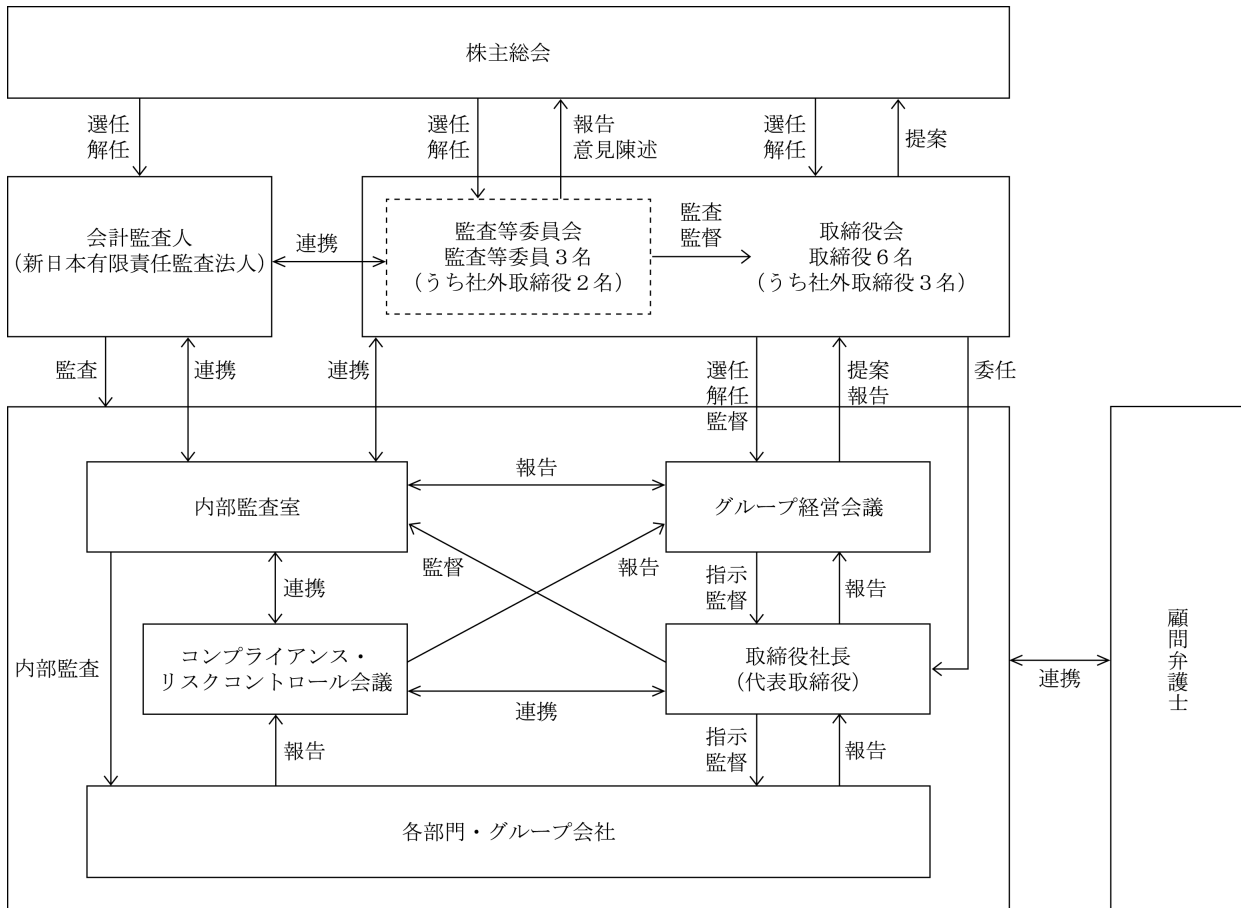 株主総会
選任
解任
選任
解任
報告
意見陳述
選任
解任
提案
会計監査人
(新日本有限責任監査法人)
連携
監査等委員会
監査等委員3名
(うち社外取締役2名)
監査
監督
取締役会
取締役6名
(うち社外取締役3名)
監査
連携
連携
選任
解任
監督
提案
報告
委任
内部監査室
報告
グループ経営会議
監督
報告
連携
指示
監督
報告
内部監査
コンプライアンス・
リスクコントロール会議
連携
取締役社長
(代表取締役)
連携
顧問弁護士
報告
指示
監督
報告
各部門・グループ会社